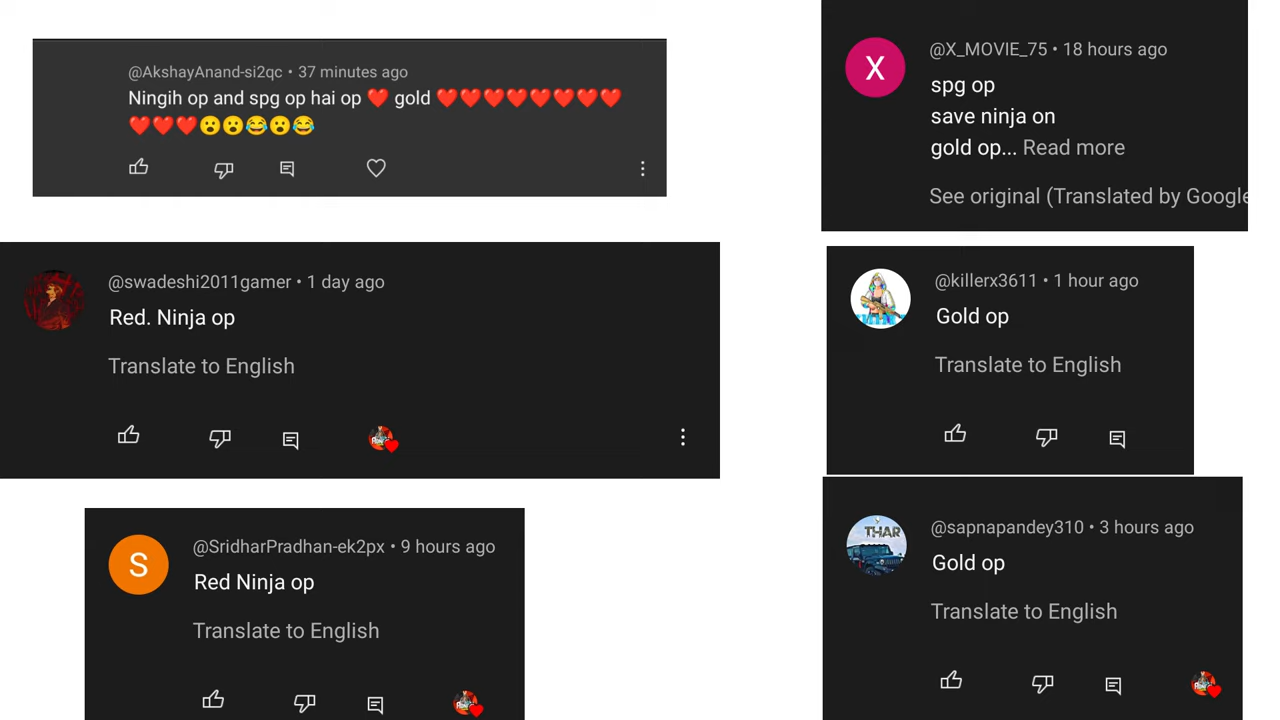 @AkshayAnand-si2qc • 37 minutes ago
Ningih op and spg op hai op ❤️ gold ❤️❤️❤️❤️❤️❤️❤️❤️
❤️❤️❤️😮😮😂😮😂
@X_MOVIE_75 • 18 hours ago
X
spg op
save ninja on
gold op... Read more
See original (Translated by Google
@swadeshi2011gamer • 1 day ago
Red. Ninja op
Translate to English
@killerx3611 • 1 hour ago
Gold op
Translate to English
@SridharPradhan-ek2px • 9 hours ago
S
Red Ninja op
Translate to English
@sapnapandey310 • 3 hours ago
THAR
Gold op
Translate to English